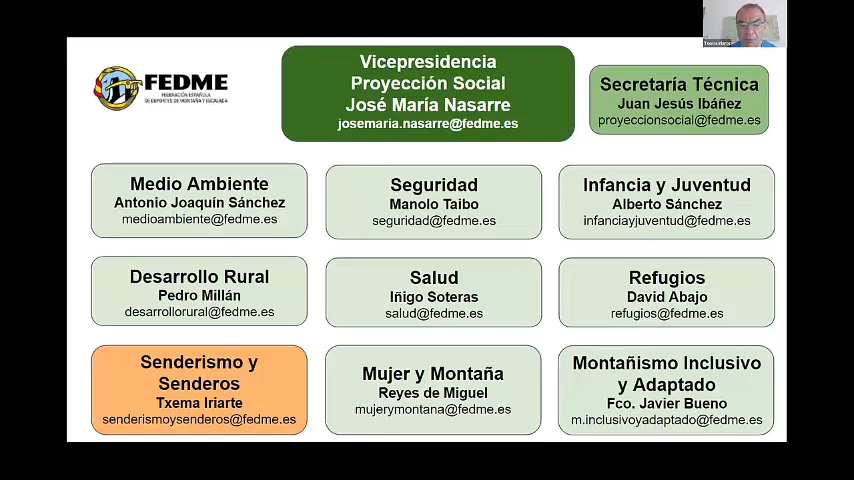 FEDME
FEDERACIÓN ESPAÑOLA
DE DEPORTES DE MONTAÑA Y ESCALADA
Vicepresidencia
Proyección Social
José María Nasarre
josemaria.nasarre@fedme.es
Secretaría Técnica
Juan Jesús Ibáñez
proyeccionsocial@fedme.es
Medio Ambiente
Antonio Joaquín Sánchez
medioambiente@fedme.es
Seguridad
Manolo Taibo
seguridad@fedme.es
Infancia y Juventud
Alberto Sánchez
infanciayjuventud@fedme.es
Desarrollo Rural
Pedro Millán
desarrollorural@fedme.es
Salud
Iñigo Soteras
salud@fedme.es
Refugios
David Abajo
refugios@fedme.es
Senderismo y
Senderos
Txema Iriarte
senderismoysenderos@fedme.es
Mujer y Montaña
Reyes de Miguel
mujerymontana@fedme.es
Montañismo Inclusivo
y Adaptado
Fco. Javier Bueno
m.inclusivoyadaptado@fedme.es